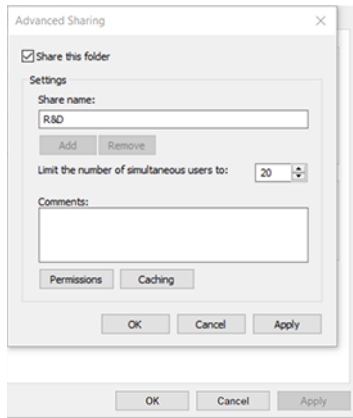 Advanced Sharing
Share this folder
Settings
Share name:
R&D
Add Remove
Limit the number of simultaneous users to: 20
Comments:
Permissions Caching
OK Cancel Apply
OK Cancel Apply